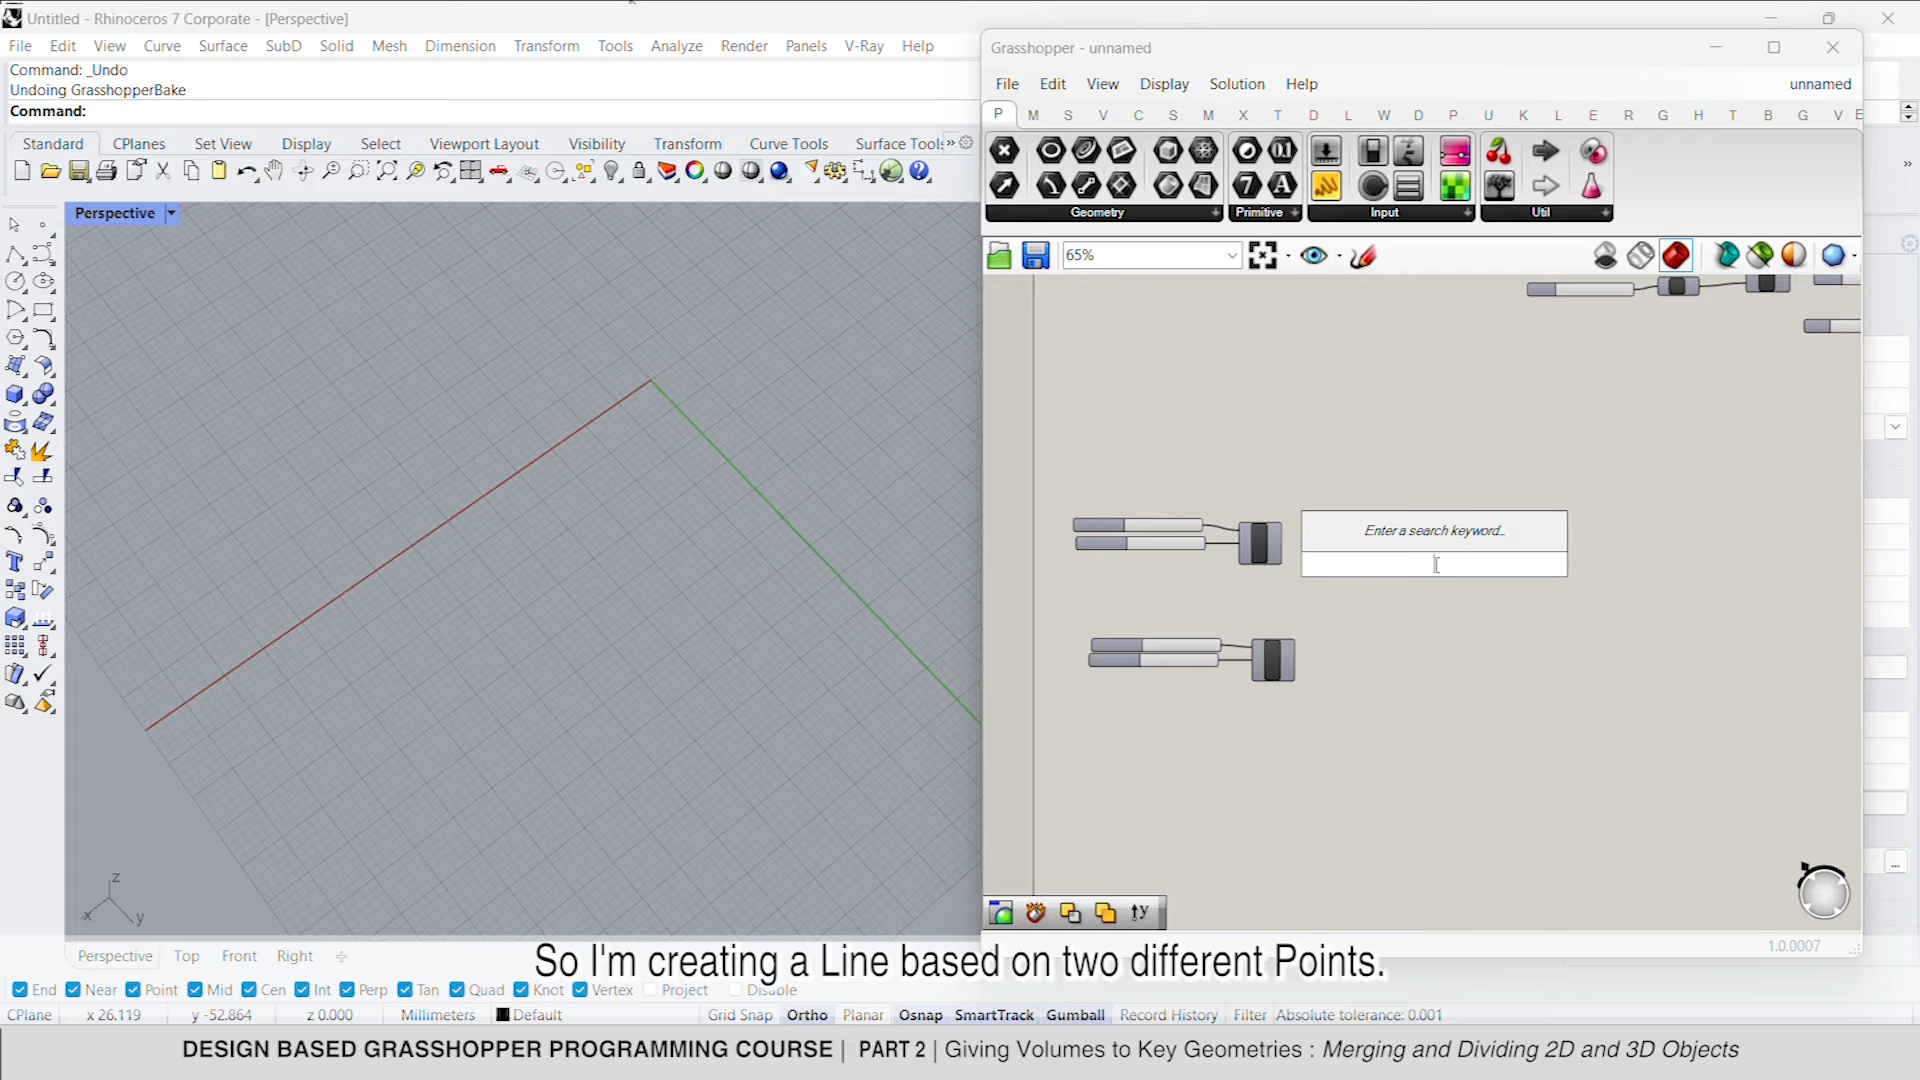 Untitled - Rhinoceros 7 Corporate - [Perspective]
File Edit View Curve Surface SubD Solid Mesh Dimension Transform Tools Analyze Render Panels V-Ray Help
Command: _Undo
Undoing GrasshopperBake
Command:
Standard CPlanes Set View Display Select Viewport Layout Visibility Transform Curve Tools Surface Tools »
Perspective
Grasshopper - unnamed
File Edit View Display Solution Help unnamed
P M S V C S M X T D L W D P U K L E R G H T B G V E
Geometry Primitive Input Util
65%
Enter a search keyword...
z
x y
1.0.0007
Perspective Top Front Right
So I'm creating a Line based on two different Points.
End Near Point Mid Cen Int Perp Tan Quad Knot Vertex Project Disable
CPlane x 26.119 y -52.864 z 0.000 Millimeters Default Grid Snap Ortho Planar Osnap SmartTrack Gumball Record History Filter Absolute tolerance: 0.001
DESIGN BASED GRASSHOPPER PROGRAMMING COURSE | PART 2 | Giving Volumes to Key Geometries : Merging and Dividing 2D and 3D Objects